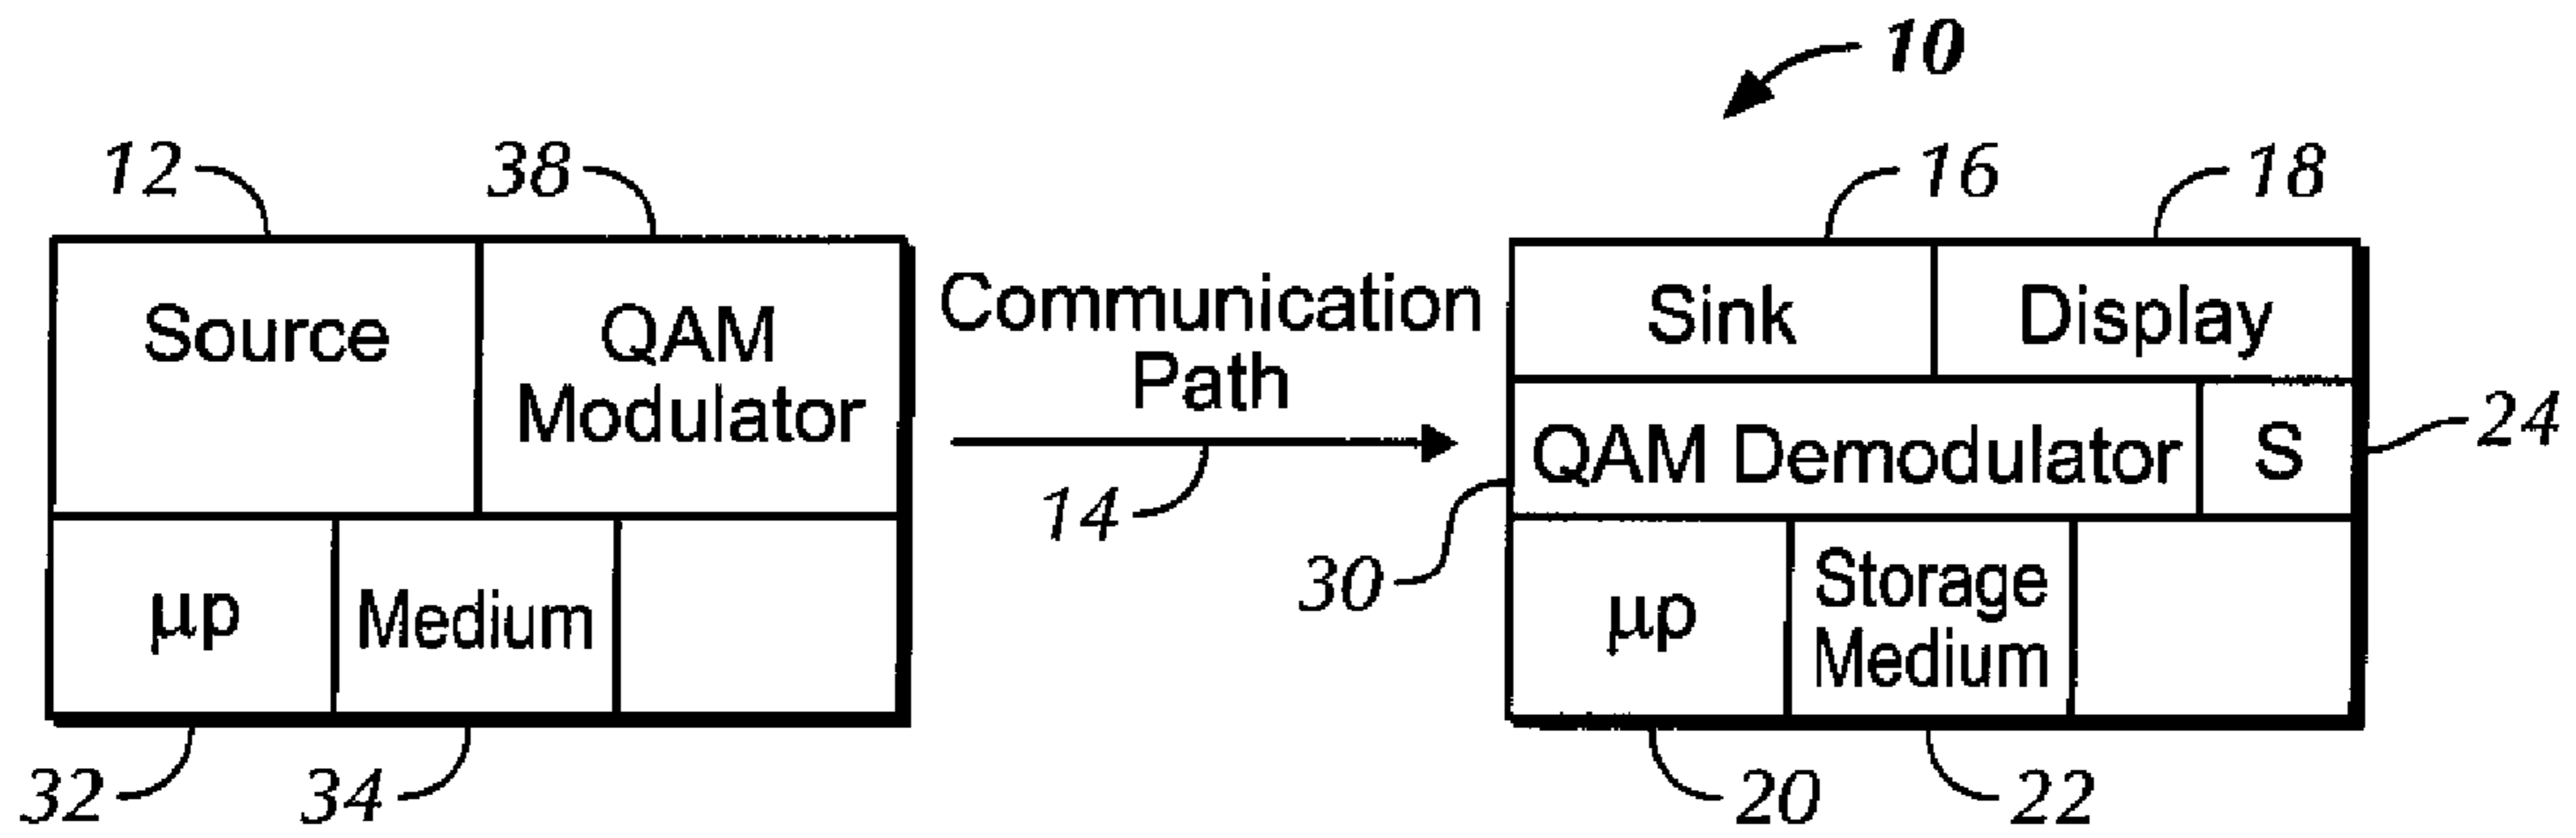 10
12
38
16
18
Source
QAM
Modulator
Communication
Path
14
Sink
Display
QAM Demodulator
S
24
30
μp
Medium
μp
Storage
Medium
32
34
20
22